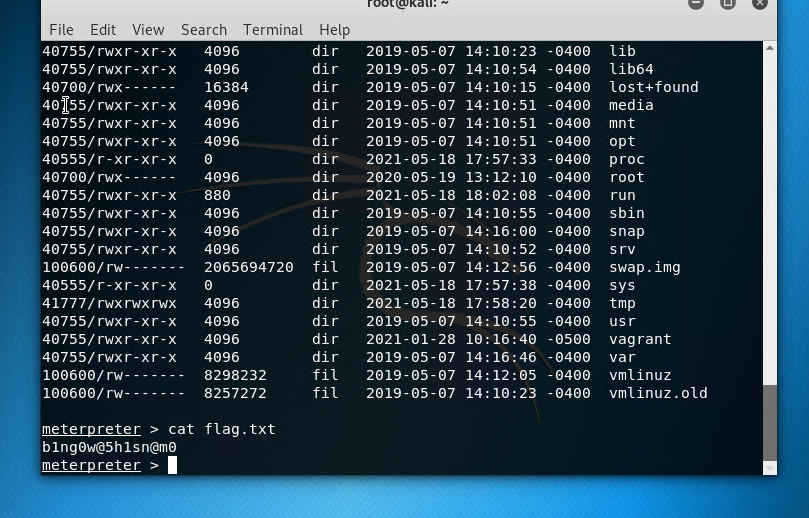 root@kali: ~
File Edit View Search Terminal Help
40755/rwxr-xr-x 4096 dir 2019-05-07 14:10:23 -0400 lib
40755/rwxr-xr-x 4096 dir 2019-05-07 14:10:54 -0400 lib64
40700/rwx------ 16384 dir 2019-05-07 14:10:15 -0400 lost+found
40755/rwxr-xr-x 4096 dir 2019-05-07 14:10:51 -0400 media
40755/rwxr-xr-x 4096 dir 2019-05-07 14:10:51 -0400 mnt
40755/rwxr-xr-x 4096 dir 2019-05-07 14:10:51 -0400 opt
40555/r-xr-xr-x 0 dir 2021-05-18 17:57:33 -0400 proc
40700/rwx------ 4096 dir 2020-05-19 13:12:10 -0400 root
40755/rwxr-xr-x 880 dir 2021-05-18 18:02:08 -0400 run
40755/rwxr-xr-x 4096 dir 2019-05-07 14:10:55 -0400 sbin
40755/rwxr-xr-x 4096 dir 2019-05-07 14:16:00 -0400 snap
40755/rwxr-xr-x 4096 dir 2019-05-07 14:10:52 -0400 srv
100600/rw------- 2065694720 fil 2019-05-07 14:12:56 -0400 swap.img
40555/r-xr-xr-x 0 dir 2021-05-18 17:57:38 -0400 sys
41777/rwxrwxrwx 4096 dir 2021-05-18 17:58:20 -0400 tmp
40755/rwxr-xr-x 4096 dir 2019-05-07 14:10:55 -0400 usr
40755/rwxr-xr-x 4096 dir 2021-01-28 10:16:40 -0500 vagrant
40755/rwxr-xr-x 4096 dir 2019-05-07 14:16:46 -0400 var
100600/rw------- 8298232 fil 2019-05-07 14:12:05 -0400 vmlinuz
100600/rw------- 8257272 fil 2019-05-07 14:10:23 -0400 vmlinuz.old
meterpreter > cat flag.txt
b1ng0w@5h1sn@m0
meterpreter >